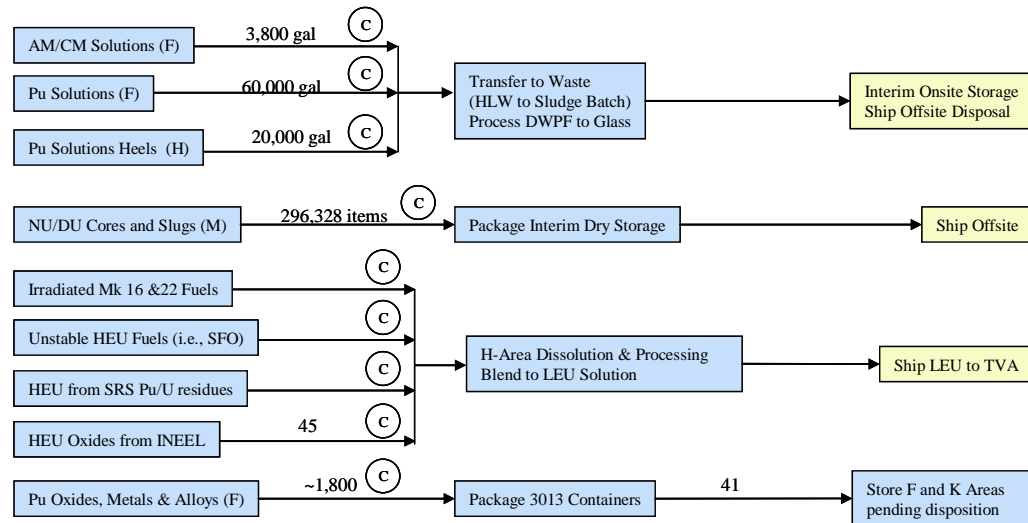 AM/CM Solutions (F)
3,800 gal
C
Pu Solutions (F)
60,000 gal
C
Pu Solutions Heels (H)
20,000 gal
C
Transfer to Waste
(HLW to Sludge Batch)
Process DWPF to Glass
Interim Onsite Storage
Ship Offsite Disposal
NU/DU Cores and Slugs (M)
296,328 items
C
Package Interim Dry Storage
Ship Offsite
Irradiated Mk 16 &22 Fuels
C
Unstable HEU Fuels (i.e., SFO)
C
HEU from SRS Pu/U residues
C
HEU Oxides from INEEL
45
C
H-Area Dissolution & Processing
Blend to LEU Solution
Ship LEU to TVA
Pu Oxides, Metals & Alloys (F)
~1,800
C
Package 3013 Containers
41
Store F and K Areas
pending disposition